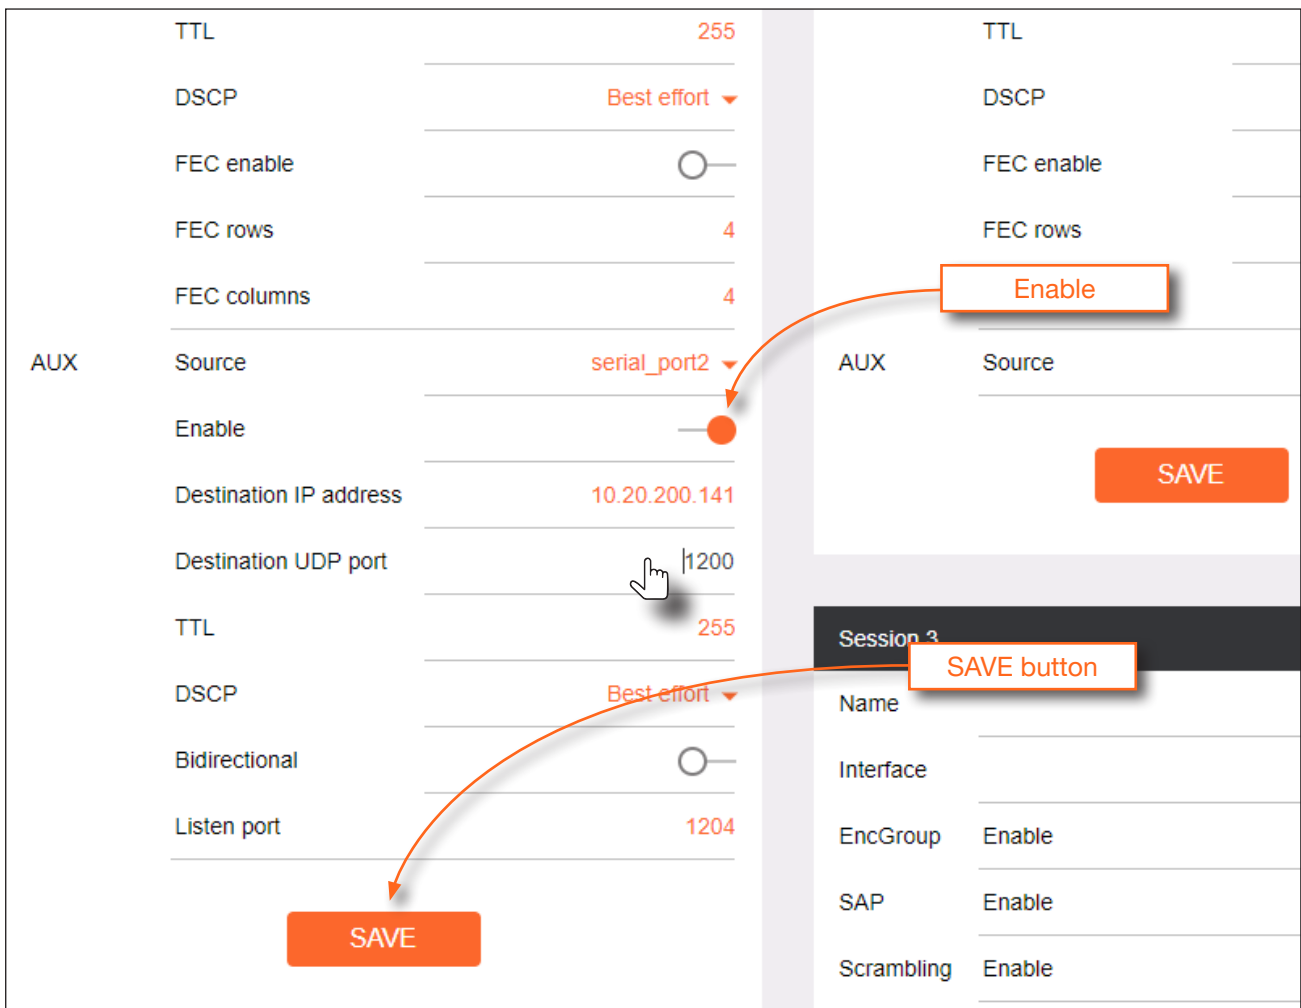 TTL 255
DSCP Best effort
FEC enable
FEC rows 4
FEC columns 4
AUX Source serial_port2
Enable
Destination IP address 10.20.200.141
Destination UDP port 1200
TTL 255
DSCP Best effort
Bidirectional
Listen port 1204
SAVE
TTL
DSCP
FEC enable
FEC rows
Enable
AUX Source
SAVE
Session 3
SAVE button
Name
Interface
EncGroup Enable
SAP Enable
Scrambling Enable